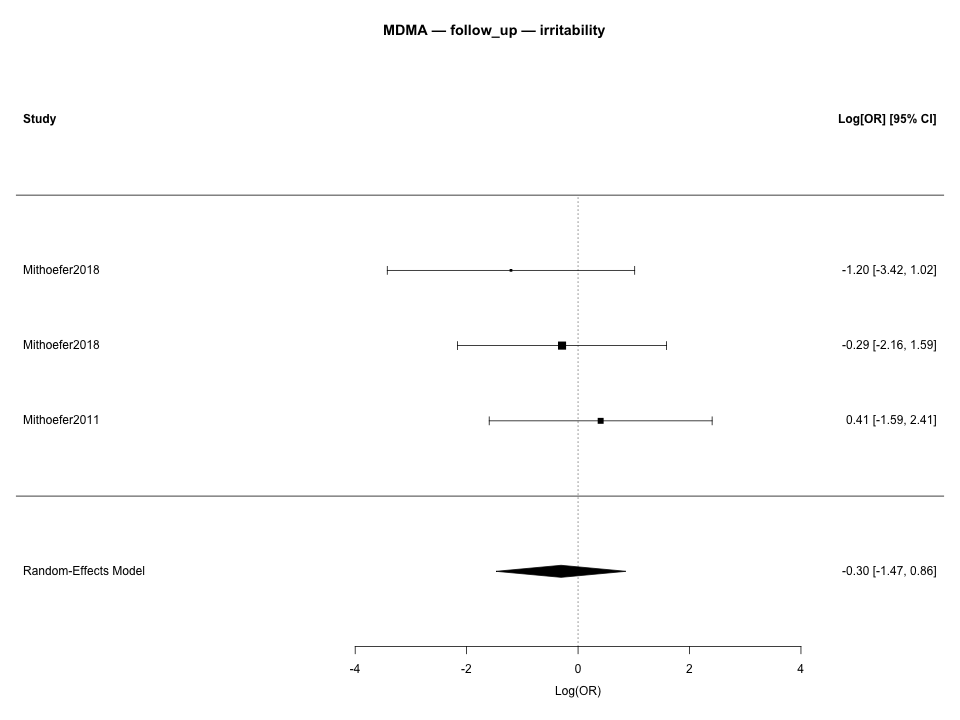 MDMA — follow_up — irritability
Study Log[OR] [95% CI]
Mithoefer2018 -1.20 [-3.42, 1.02]
Mithoefer2018 -0.29 [-2.16, 1.59]
Mithoefer2011 0.41 [-1.59, 2.41]
Random-Effects Model -0.30 [-1.47, 0.86]
-4 -2 0 2 4
Log(OR)